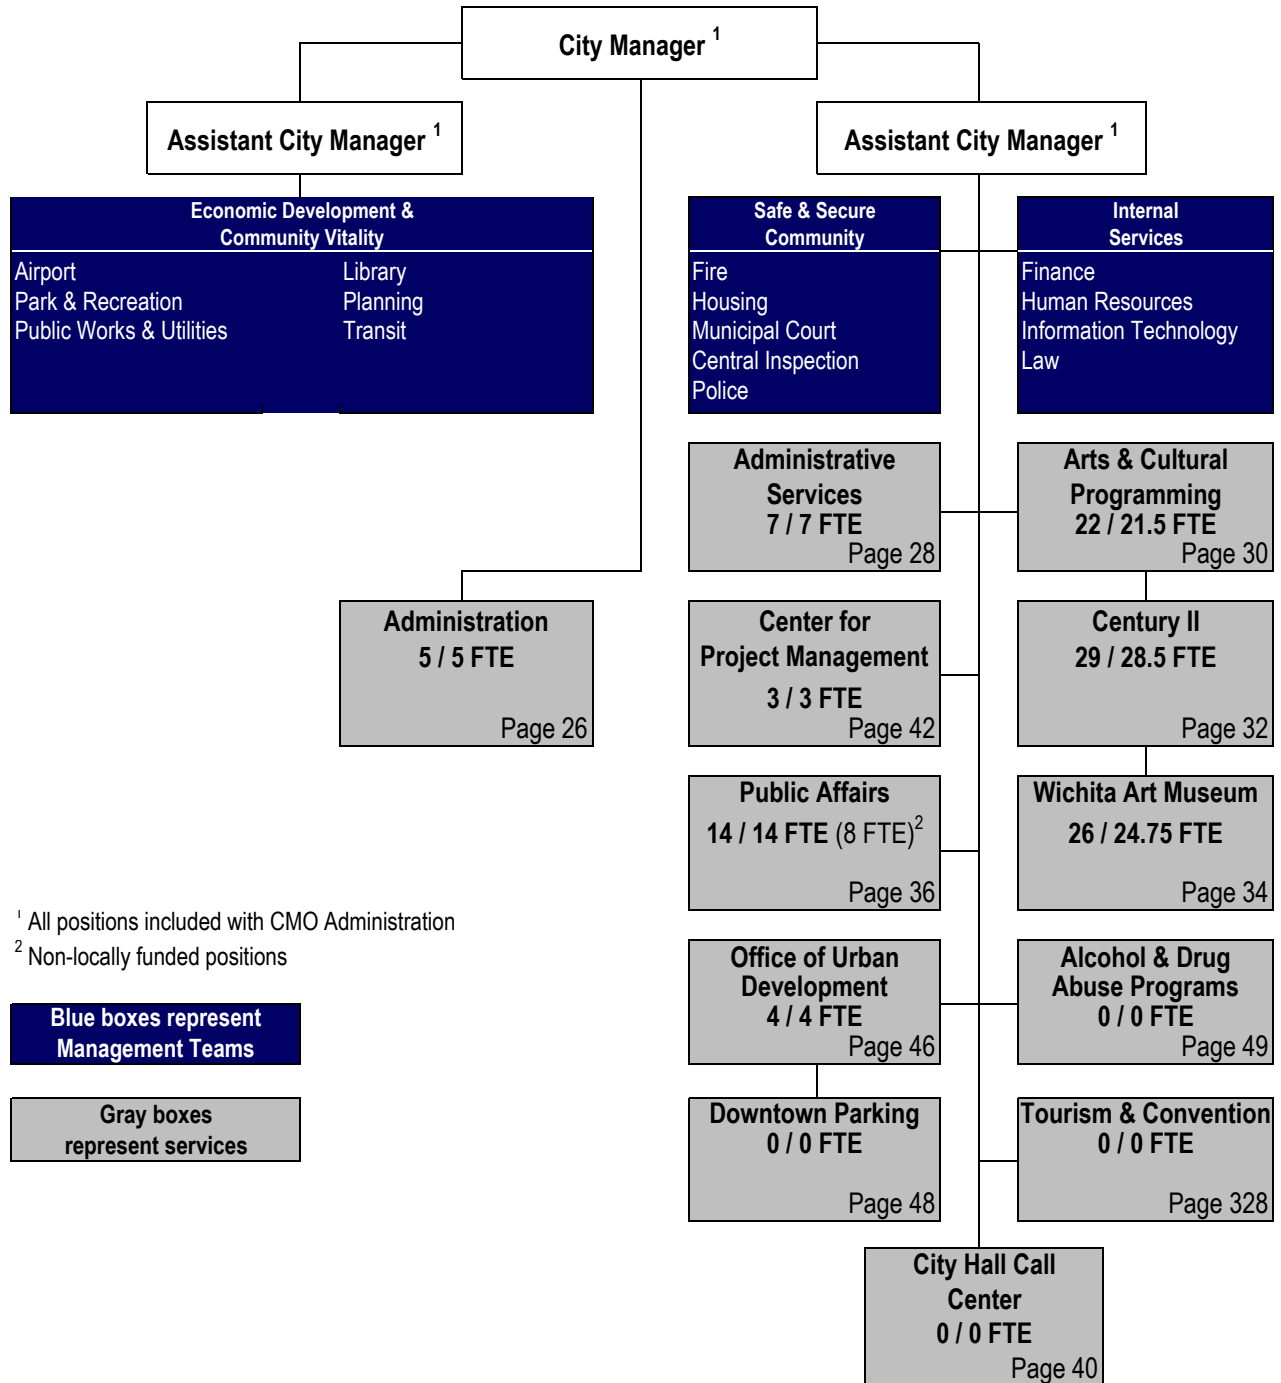 City Manager 1
Assistant City Manager 1
Assistant City Manager 1
Economic Development &
Community Vitality
Airport
Park & Recreation
Public Works & Utilities
Library
Planning
Transit
Safe & Secure
Community
Fire
Housing
Municipal Court
Central Inspection
Police
Internal
Services
Finance
Human Resources
Information Technology
Law
Administrative
Services
7 / 7 FTE
Page 28
Arts & Cultural
Programming
22 / 21.5 FTE
Page 30
Administration
5 / 5 FTE
Page 26
Center for
Project Management
3 / 3 FTE
Page 42
Century II
29 / 28.5 FTE
Page 32
Public Affairs
14 / 14 FTE (8 FTE)2
Page 36
Wichita Art Museum
26 / 24.75 FTE
Page 34
1 All positions included with CMO Administration
2 Non-locally funded positions
Office of Urban
Development
4 / 4 FTE
Page 46
Alcohol & Drug
Abuse Programs
0 / 0 FTE
Page 49
Blue boxes represent
Management Teams
Gray boxes
represent services
Downtown Parking
0 / 0 FTE
Page 48
Tourism & Convention
0 / 0 FTE
Page 328
City Hall Call
Center
0 / 0 FTE
Page 40